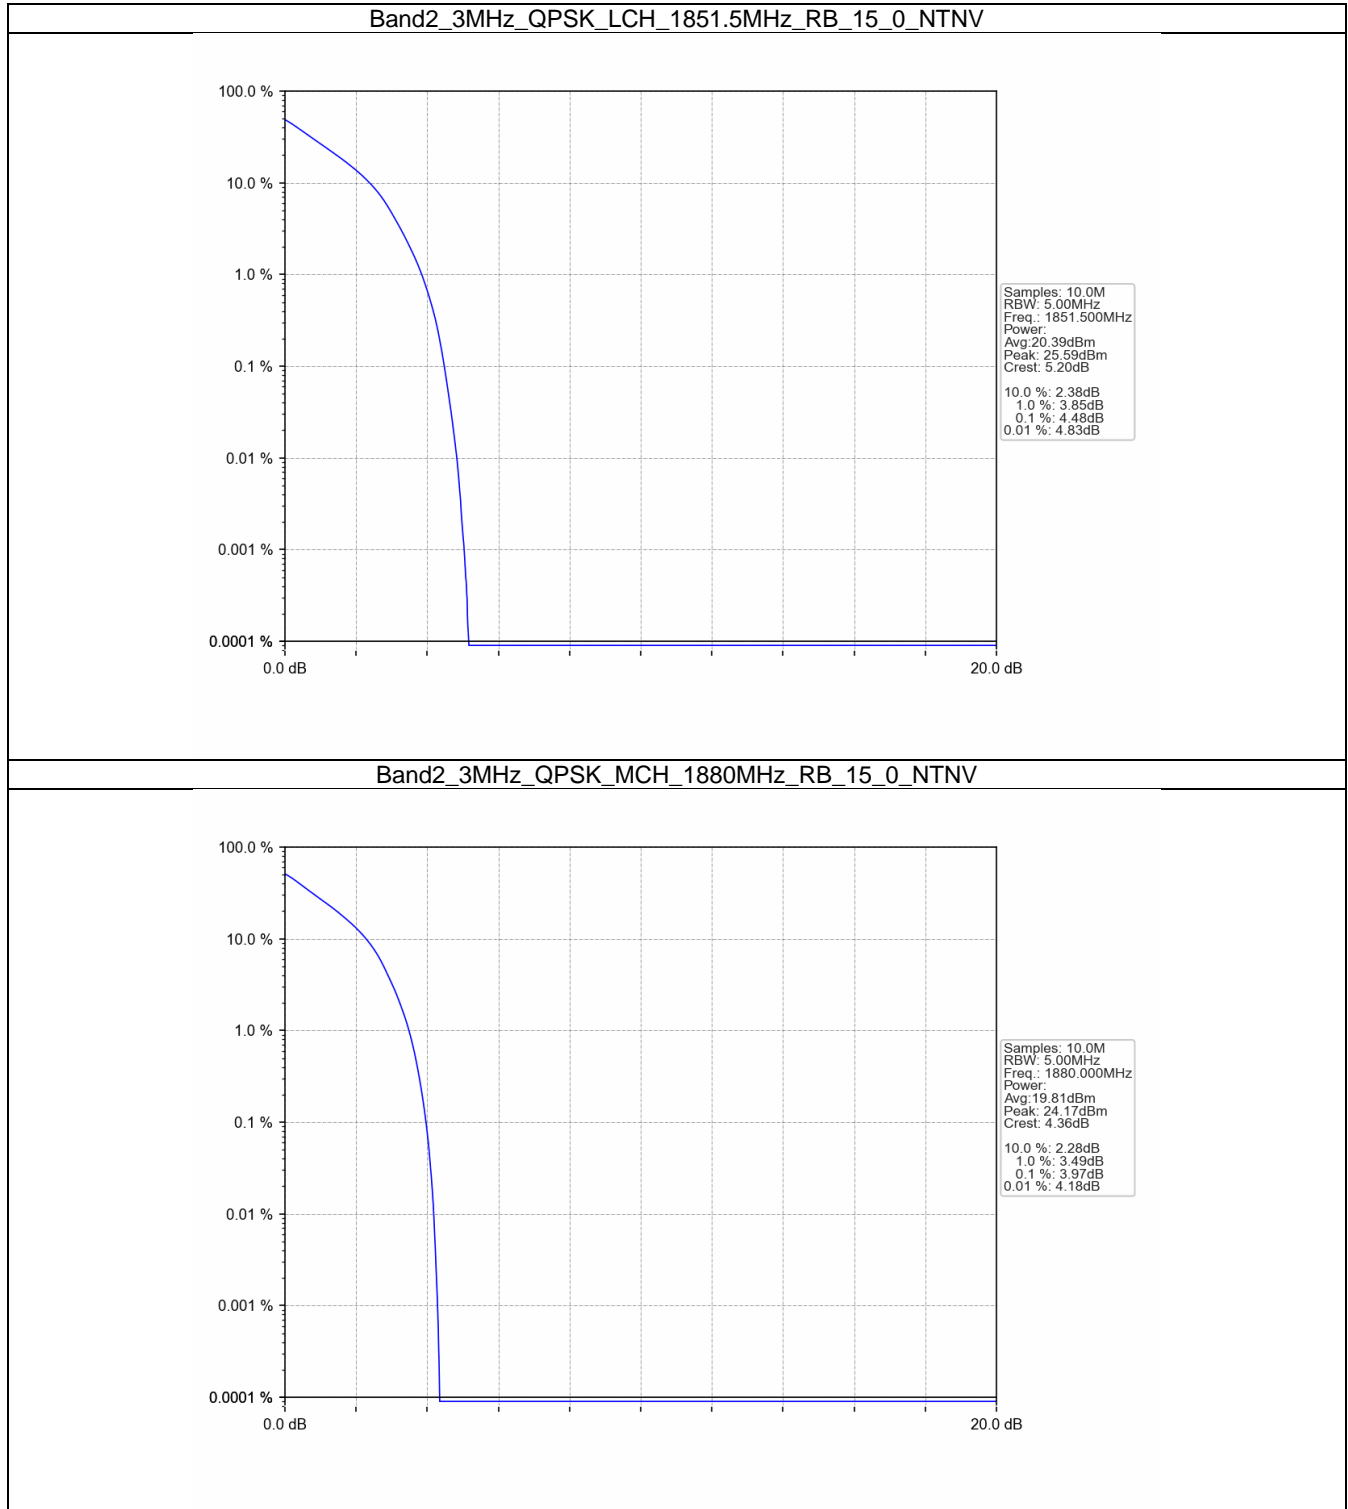 Band2_3MHz_QPSK_LCH_1851.5MHz_RB_15_0_NTNV
100.0 %
10.0 %
1.0 %
0.1 %
0.01 %
0.001 %
0.0001 %
0.0 dB
20.0 dB
Samples: 10.0M
RBW: 5.00MHz
Freq.: 1851.500MHz
Power:
Avg:20.39dBm
Peak: 25.59dBm
Crest: 5.20dB
10.0 %: 2.38dB
1.0 %: 3.85dB
0.1 %: 4.48dB
0.01 %: 4.83dB
Band2_3MHz_QPSK_MCH_1880MHz_RB_15_0_NTNV
100.0 %
10.0 %
1.0 %
0.1 %
0.01 %
0.001 %
0.0001 %
0.0 dB
20.0 dB
Samples: 10.0M
RBW: 5.00MHz
Freq.: 1880.000MHz
Power:
Avg:19.81dBm
Peak: 24.17dBm
Crest: 4.36dB
10.0 %: 2.28dB
1.0 %: 3.49dB
0.1 %: 3.97dB
0.01 %: 4.18dB